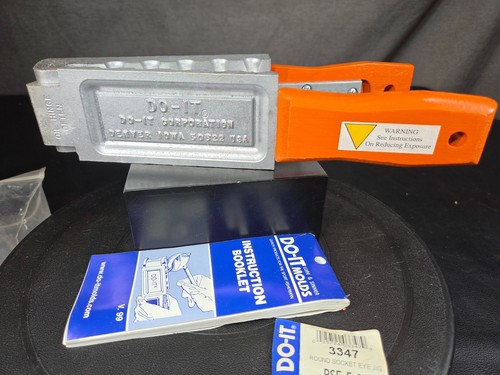 DO-IT®
DO-IT CORPORATION
DENVER IOWA 50622 USA
WARNING
See Instructions
On Reducing Exposure
DO-IT®
MOLDS
INSTRUCTION
BOOKLET
www.do-itmolds.com
V. 99
DO-IT®
3347
ROUND SOCKET EYE JIG